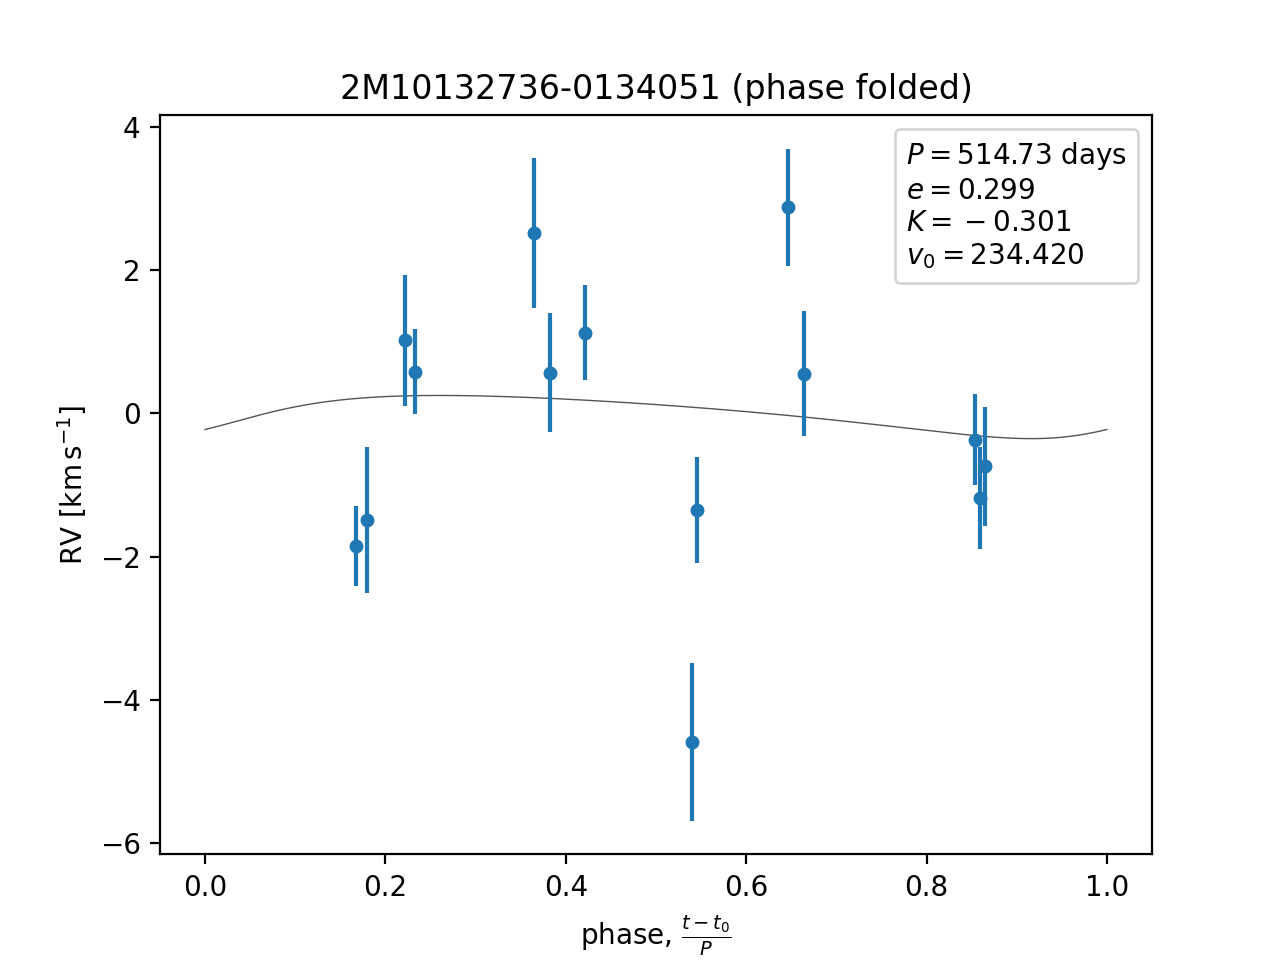 2M10132736-0134051 (phase folded)
P = 514.73 days
e = 0.299
K = −0.301
v₀ = 234.420
4
2
0
−2
−4
−6
RV [km s⁻¹]
0.0 0.2 0.4 0.6 0.8 1.0
phase, (t − t₀)/P